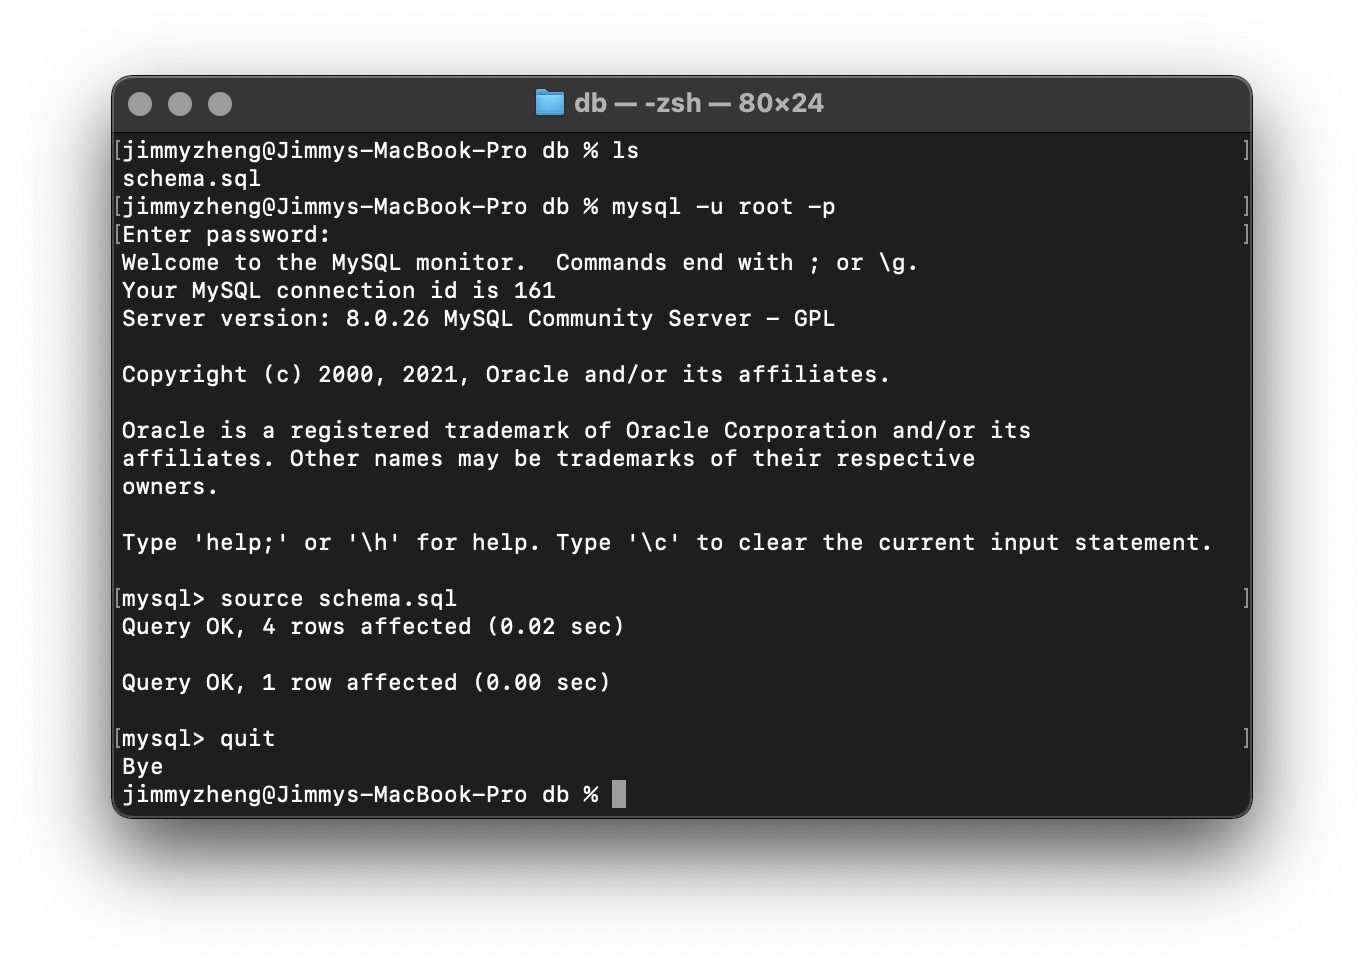 db — -zsh — 80×24
[jimmyzheng@Jimmys-MacBook-Pro db % ls ]
schema.sql
[jimmyzheng@Jimmys-MacBook-Pro db % mysql -u root -p ]
[Enter password: ]
Welcome to the MySQL monitor.  Commands end with ; or \g.
Your MySQL connection id is 161
Server version: 8.0.26 MySQL Community Server - GPL
Copyright (c) 2000, 2021, Oracle and/or its affiliates.
Oracle is a registered trademark of Oracle Corporation and/or its
affiliates. Other names may be trademarks of their respective
owners.
Type 'help;' or '\h' for help. Type '\c' to clear the current input statement.
[mysql> source schema.sql ]
Query OK, 4 rows affected (0.02 sec)
Query OK, 1 row affected (0.00 sec)
[mysql> quit ]
Bye
jimmyzheng@Jimmys-MacBook-Pro db %